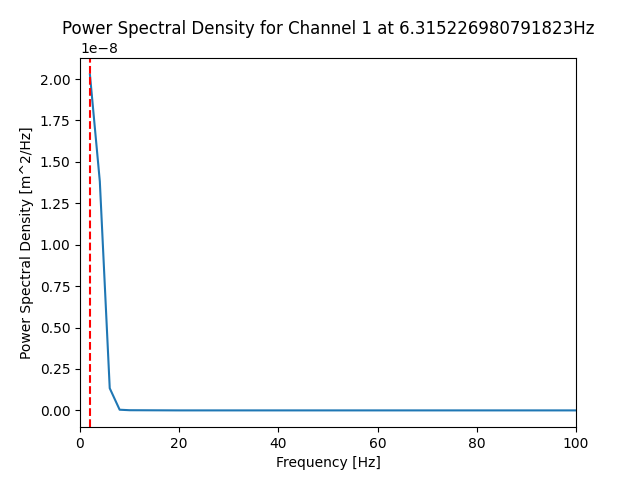 Power Spectral Density for Channel 1 at 6.315226980791823Hz
1e−8
2.00
1.75
1.50
1.25
1.00
0.75
0.50
0.25
0.00
Power Spectral Density [m^2/Hz]
0 20 40 60 80 100
Frequency [Hz]